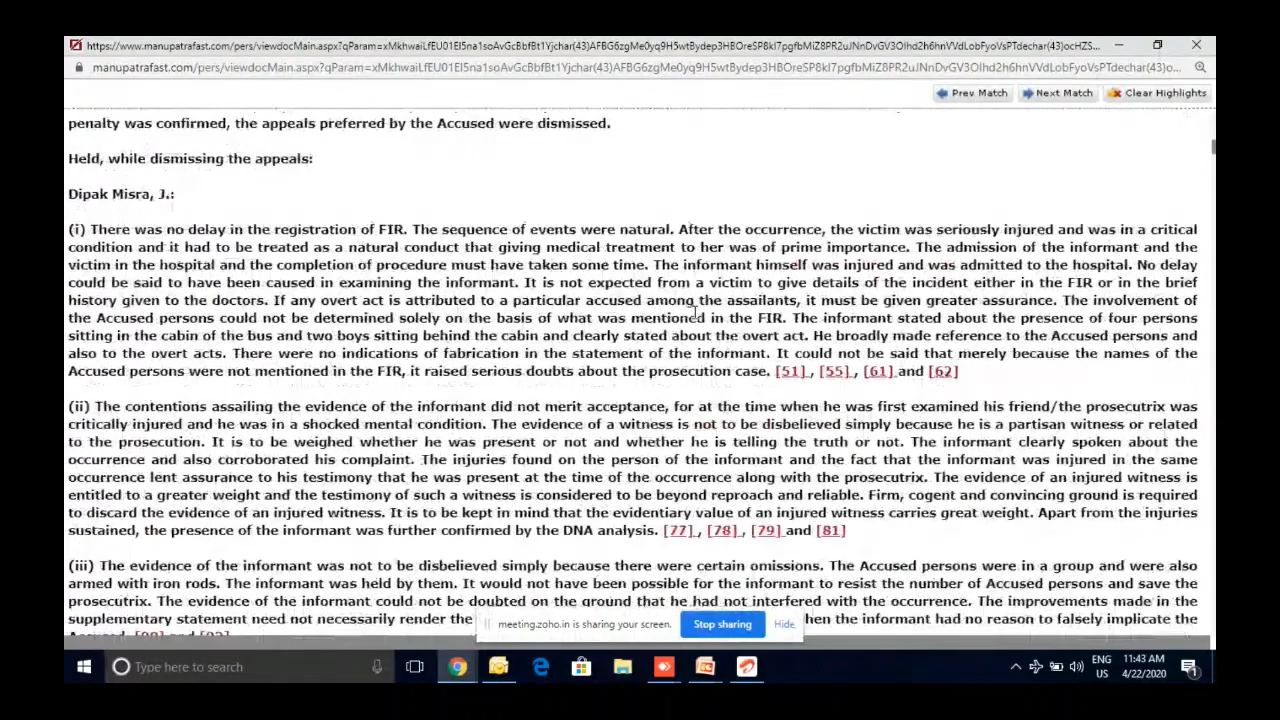 https://www.manupatrafast.com/pers/viewdocMain.aspx?qParam=
manupatrafast.com/pers/viewdocMain.aspx?qParam=
Prev Match Next Match Clear Highlights
penalty was confirmed, the appeals preferred by the Accused were dismissed.
Held, while dismissing the appeals:
Dipak Misra, J.:
(i) There was no delay in the registration of FIR. The sequence of events were natural. After the occurrence, the victim was seriously injured and was in a critical
condition and it had to be treated as a natural conduct that giving medical treatment to her was of prime importance. The admission of the informant and the
victim in the hospital and the completion of procedure must have taken some time. The informant himself was injured and was admitted to the hospital. No delay
could be said to have been caused in examining the informant. It is not expected from a victim to give details of the incident either in the FIR or in the brief
history given to the doctors. If any overt act is attributed to a particular accused among the assailants, it must be given greater assurance. The involvement of
the Accused persons could not be determined solely on the basis of what was mentioned in the FIR. The informant stated about the presence of four persons
sitting in the cabin of the bus and two boys sitting behind the cabin and clearly stated about the overt act. He broadly made reference to the Accused persons and
also to the overt acts. There were no indications of fabrication in the statement of the informant. It could not be said that merely because the names of the
Accused persons were not mentioned in the FIR, it raised serious doubts about the prosecution case. [51] , [55] , [61] and [62]
(ii) The contentions assailing the evidence of the informant did not merit acceptance, for at the time when he was first examined his friend/the prosecutrix was
critically injured and he was in a shocked mental condition. The evidence of a witness is not to be disbelieved simply because he is a partisan witness or related
to the prosecution. It is to be weighed whether he was present or not and whether he is telling the truth or not. The informant clearly spoken about the
occurrence and also corroborated his complaint. The injuries found on the person of the informant and the fact that the informant was injured in the same
occurrence lent assurance to his testimony that he was present at the time of the occurrence along with the prosecutrix. The evidence of an injured witness is
entitled to a greater weight and the testimony of such a witness is considered to be beyond reproach and reliable. Firm, cogent and convincing ground is required
to discard the evidence of an injured witness. It is to be kept in mind that the evidentiary value of an injured witness carries great weight. Apart from the injuries
sustained, the presence of the informant was further confirmed by the DNA analysis. [77] , [78] , [79] and [81]
(iii) The evidence of the informant was not to be disbelieved simply because there were certain omissions. The Accused persons were in a group and were also
armed with iron rods. The informant was held by them. It would not have been possible for the informant to resist the number of Accused persons and save the
prosecutrix. The evidence of the informant could not be doubted on the ground that he had not interfered with the occurrence. The improvements made in the
supplementary statement need not necessarily render the
hen the informant had no reason to falsely implicate the
meeting.zoho.in is sharing your screen. Stop sharing Hide
Type here to search
ENG
US
11:43 AM
4/22/2020
1